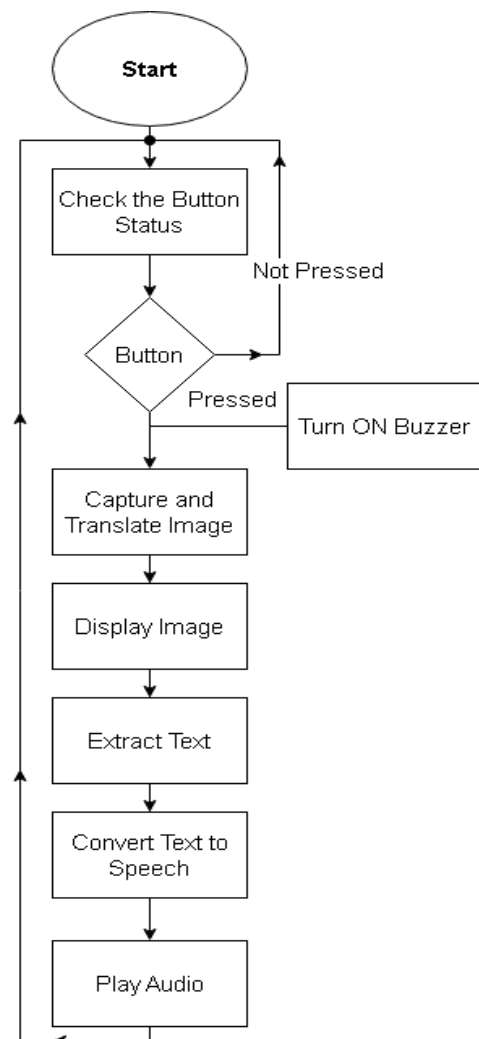 Start
Check the Button
Status
Not Pressed
Button
Pressed
Turn ON Buzzer
Capture and
Translate Image
Display Image
Extract Text
Convert Text to
Speech
Play Audio